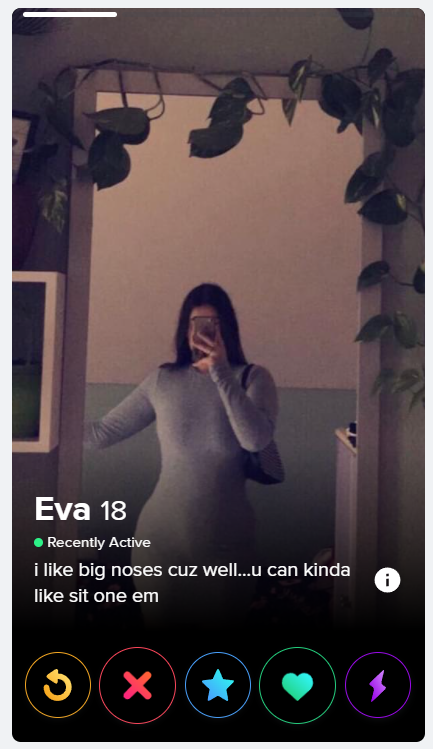 Eva 18
Recently Active
i like big noses cuz well...u can kinda
like sit one em